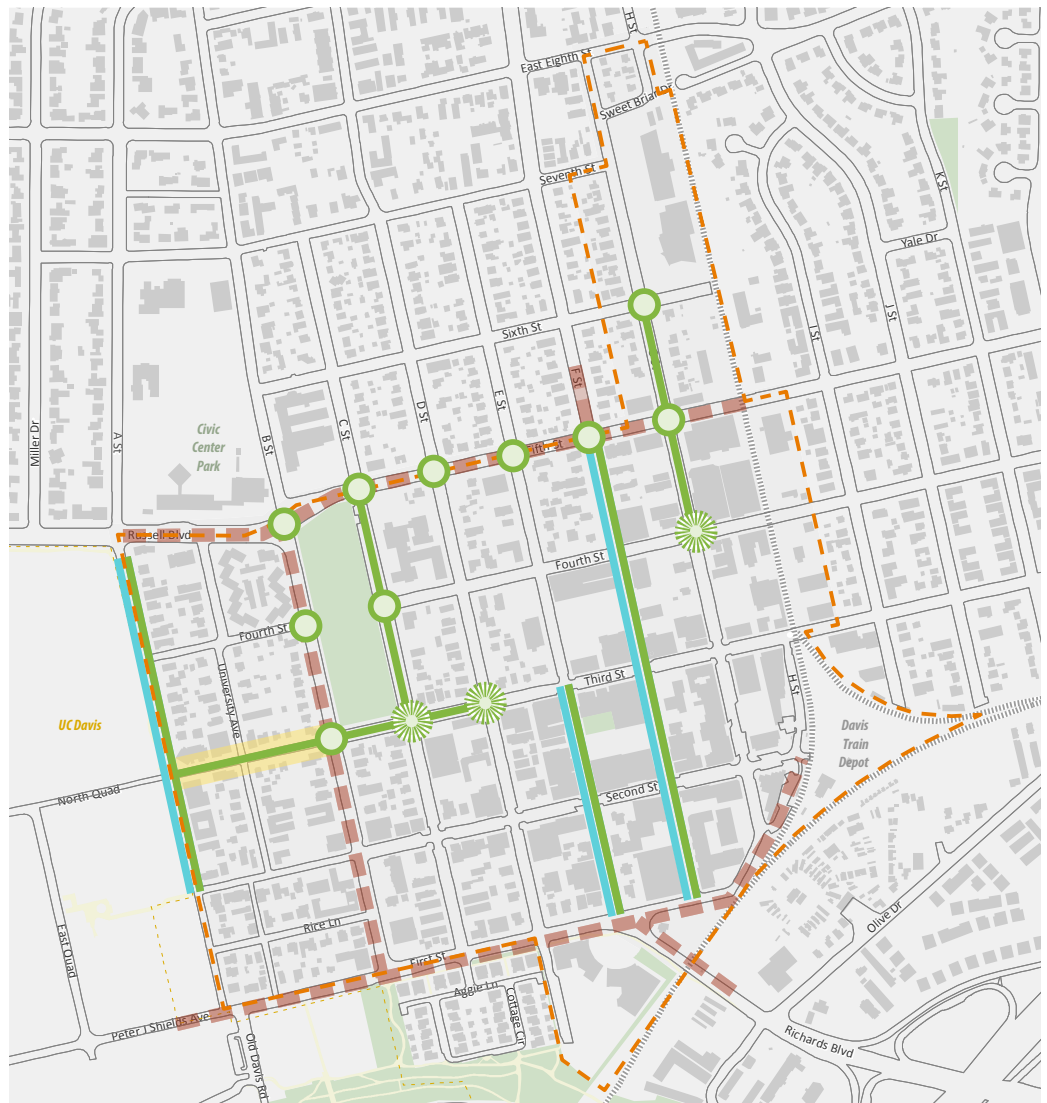 H St
East Eighth St
Sweet Briar Dr
Seventh St
K St
Yale Dr
Sixth St
J St
I St
F St
E St
D St
C St
B St
A St
Miller Dr
Civic
Center
Park
Fifth St
Russell Blvd
Fourth St
Fourth St
University Ave
Third St
H St
UC Davis
Davis
Train
Depot
North Quad
Second St
East Quad
Rice Ln
Olive Dr
First St
Aggie Ln
Cottage Cir
Peter J Shields Ave
Old Davis Rd
Richards Blvd